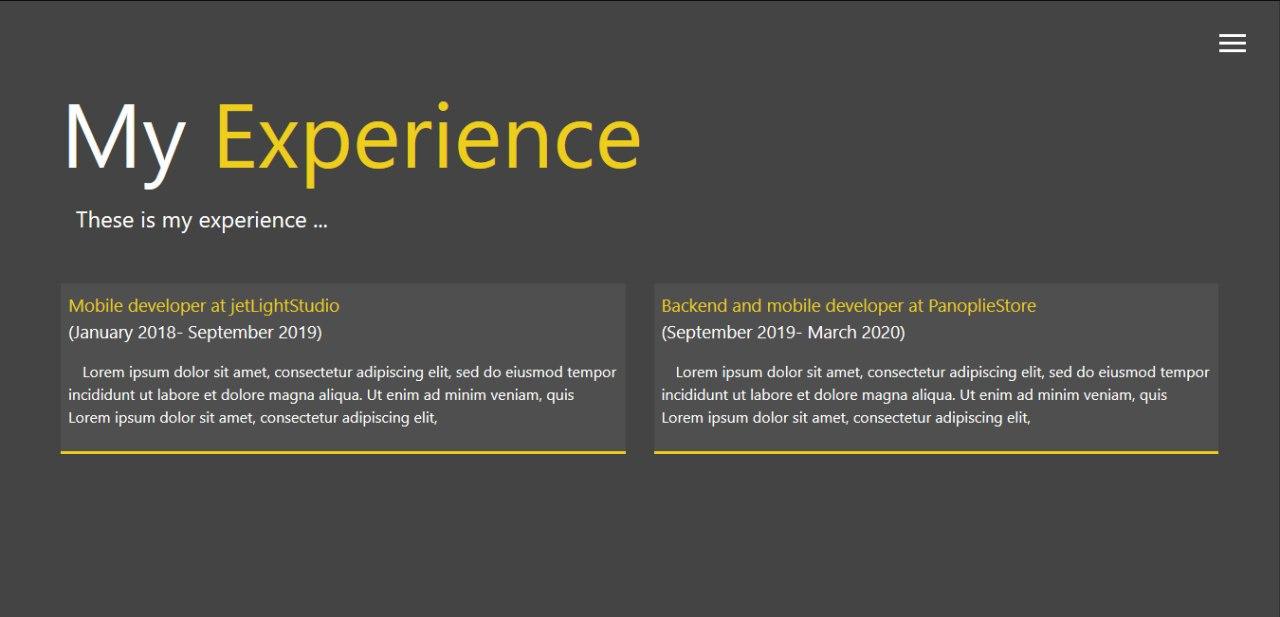 My Experience
These is my experience ...
Mobile developer at jetLightStudio
(January 2018- September 2019)
Lorem ipsum dolor sit amet, consectetur adipiscing elit, sed do eiusmod tempor
incididunt ut labore et dolore magna aliqua. Ut enim ad minim veniam, quis
Lorem ipsum dolor sit amet, consectetur adipiscing elit,
Backend and mobile developer at PanoplieStore
(September 2019- March 2020)
Lorem ipsum dolor sit amet, consectetur adipiscing elit, sed do eiusmod tempor
incididunt ut labore et dolore magna aliqua. Ut enim ad minim veniam, quis
Lorem ipsum dolor sit amet, consectetur adipiscing elit,